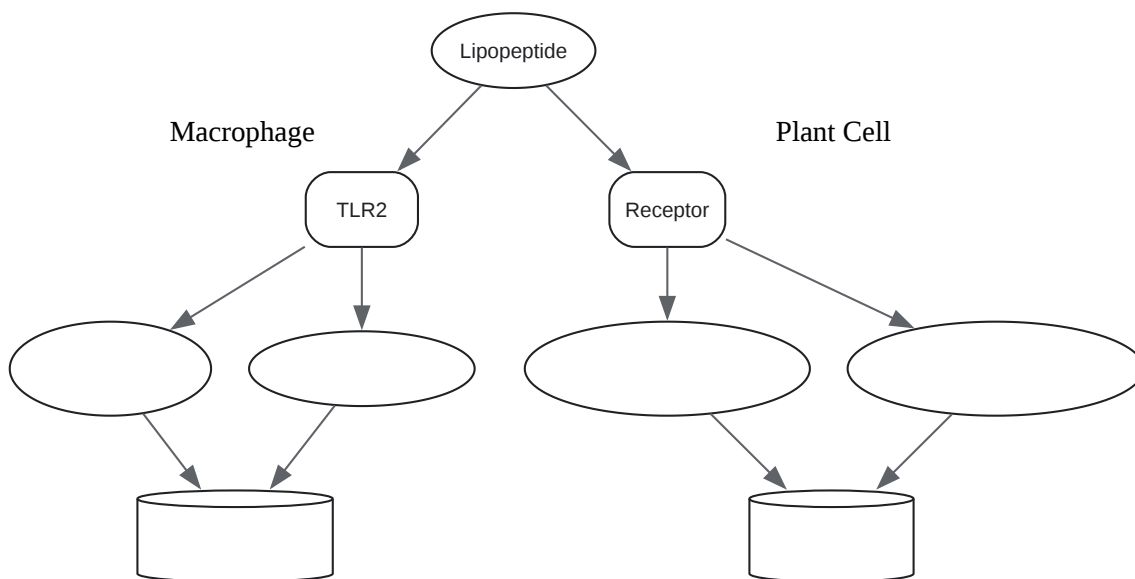 Lipopeptide
Macrophage
Plant Cell
TLR2
Receptor